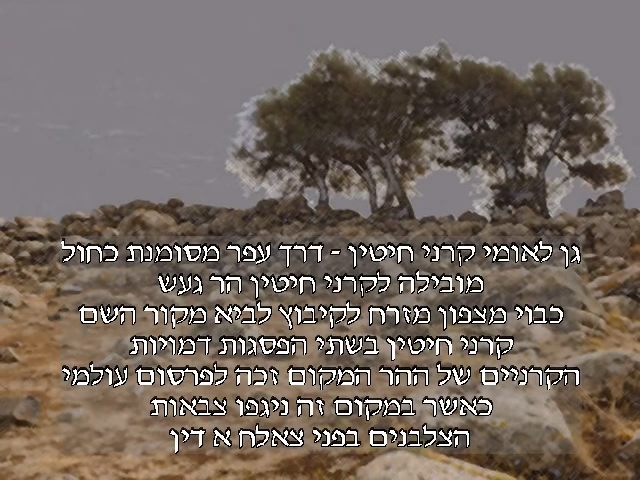 גן לאומי קרני חיטין - דרך עפר מסומנת כחול
מובילה לקרני חיטין הר געש
כבוי מצפון מזרח לקיבוץ לביא מקור השם
קרני חיטין בשתי הפסגות דמויות
הקרניים של ההר המקום זכה לפרסום עולמי
כאשר במקום זה ניגפו צבאות
הצלבנים בפני צאלח א דין